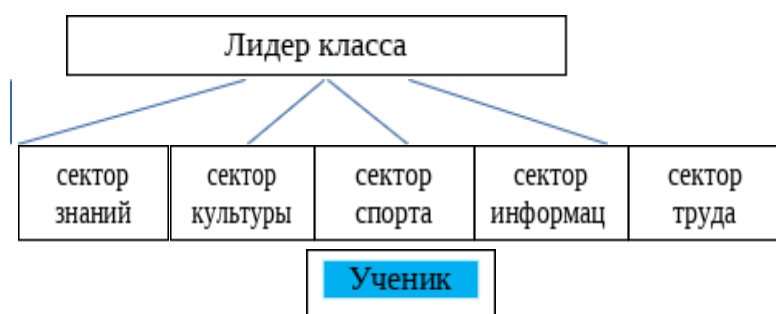 Лидер класса
сектор
знаний
сектор
культуры
сектор
спорта
сектор
информац
сектор
труда
Ученик